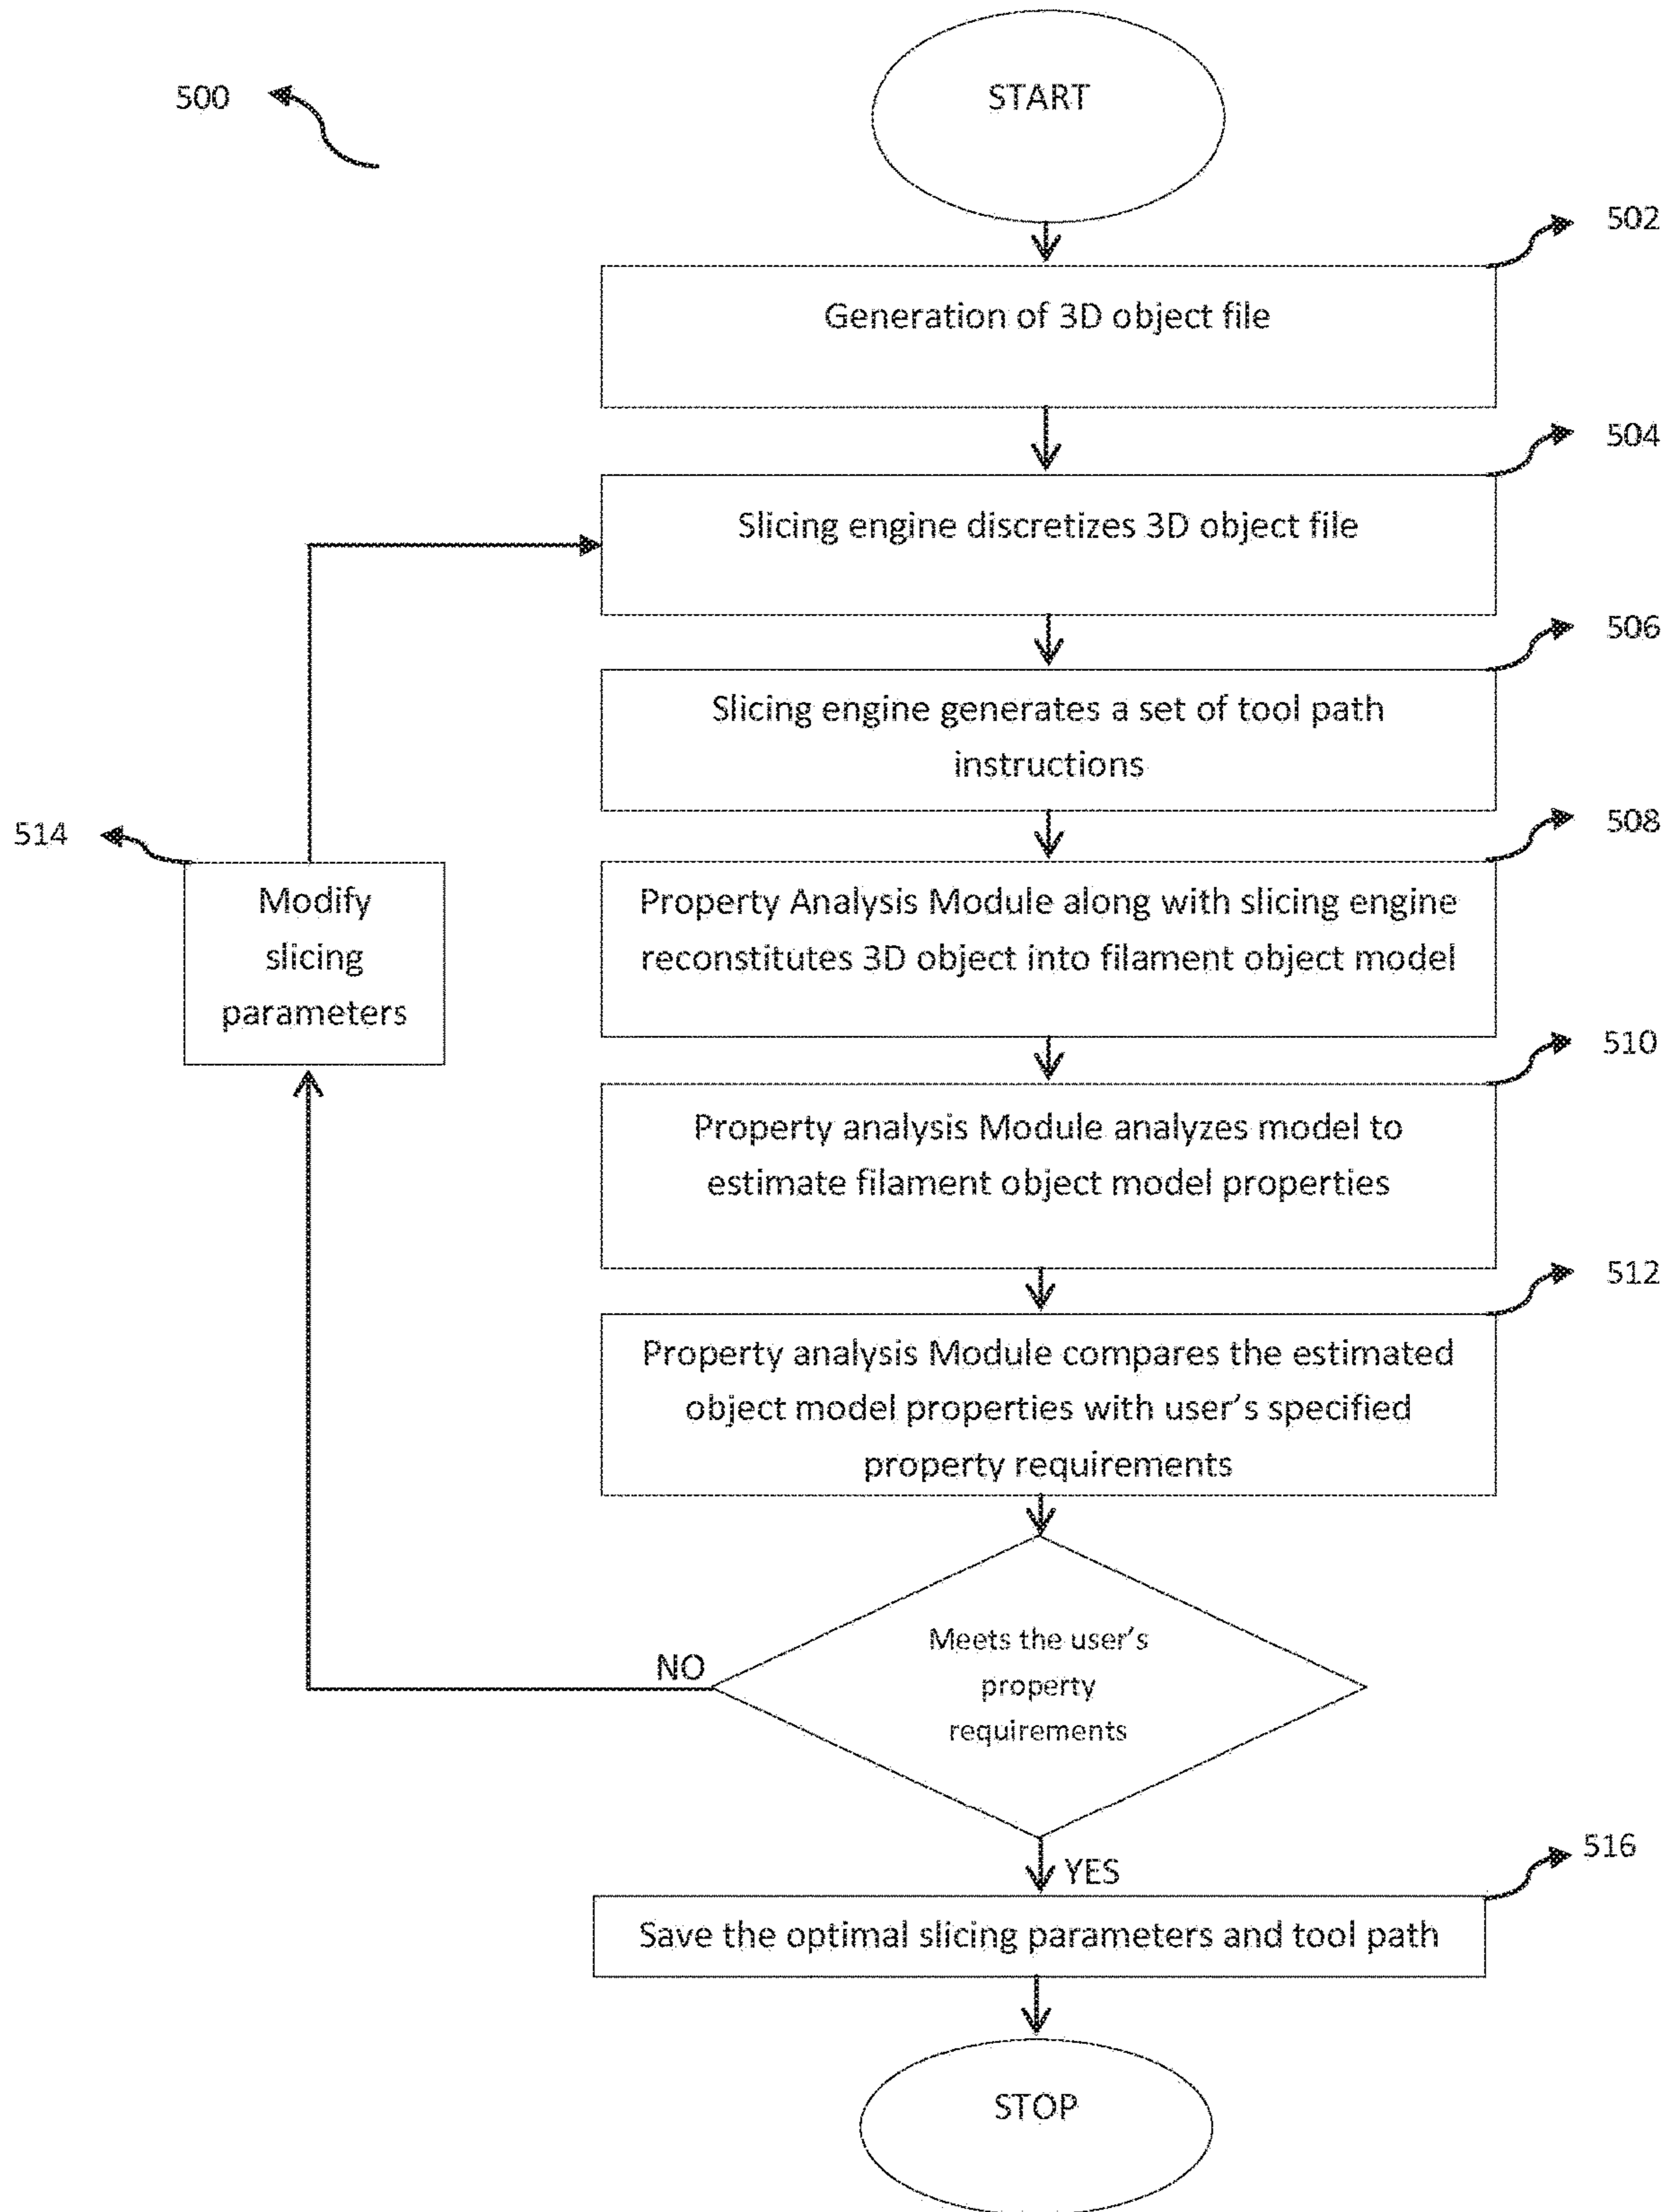 500
START
502
Generation of 3D object file
504
Slicing engine discretizes 3D object file
506
Slicing engine generates a set of tool path
instructions
508
514
Modify
slicing
parameters
Property Analysis Module along with slicing engine
reconstitutes 3D object into filament object model
510
Property analysis Module analyzes model to
estimate filament object model properties
512
Property analysis Module compares the estimated
object model properties with user's specified
property requirements
Meets the user's
property
requirements
NO
YES
516
Save the optimal slicing parameters and tool path
STOP